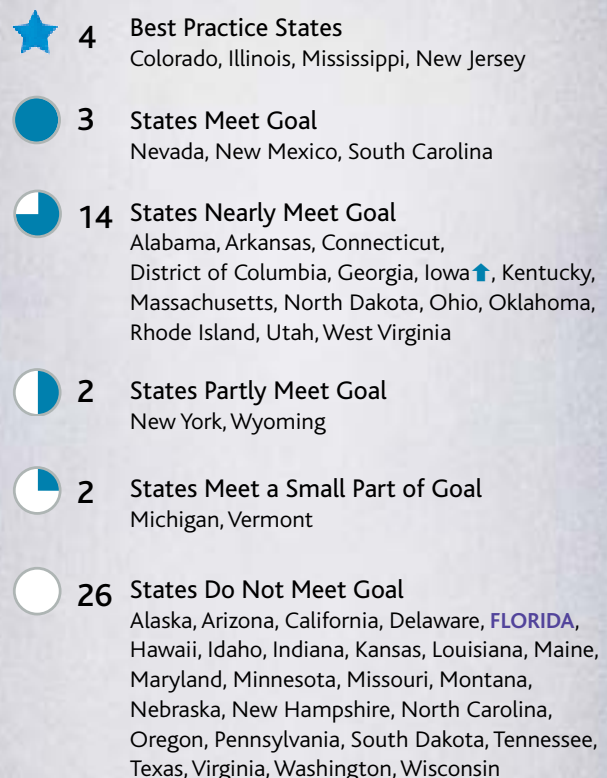 4 Best Practice States
Colorado, Illinois, Mississippi, New Jersey
3 States Meet Goal
Nevada, New Mexico, South Carolina
14 States Nearly Meet Goal
Alabama, Arkansas, Connecticut,
District of Columbia, Georgia, Iowa⬆, Kentucky,
Massachusetts, North Dakota, Ohio, Oklahoma,
Rhode Island, Utah, West Virginia
2 States Partly Meet Goal
New York, Wyoming
2 States Meet a Small Part of Goal
Michigan, Vermont
26 States Do Not Meet Goal
Alaska, Arizona, California, Delaware, FLORIDA,
Hawaii, Idaho, Indiana, Kansas, Louisiana, Maine,
Maryland, Minnesota, Missouri, Montana,
Nebraska, New Hampshire, North Carolina,
Oregon, Pennsylvania, South Dakota, Tennessee,
Texas, Virginia, Washington, Wisconsin